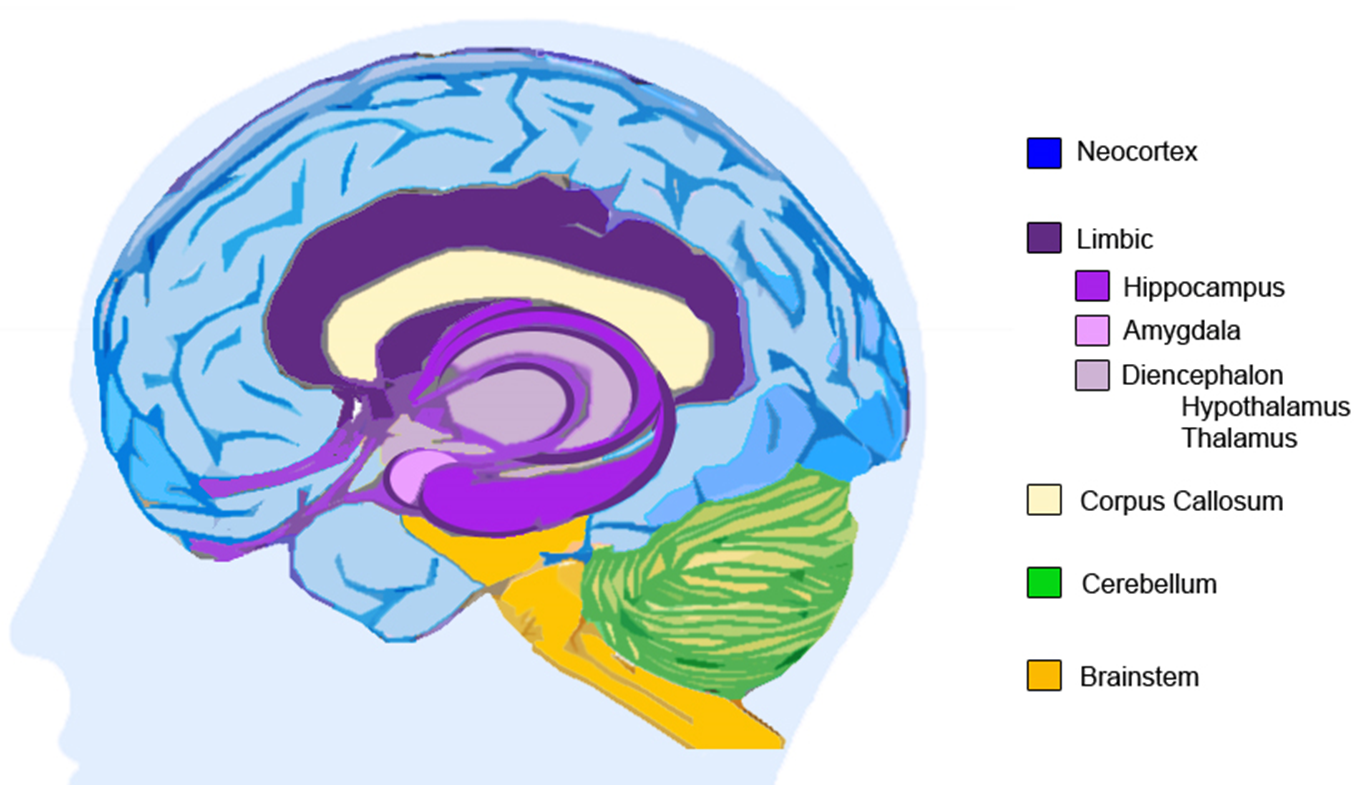 Neocortex
Limbic
Hippocampus
Amygdala
Diencephalon
Hypothalamus
Thalamus
Corpus Callosum
Cerebellum
Brainstem